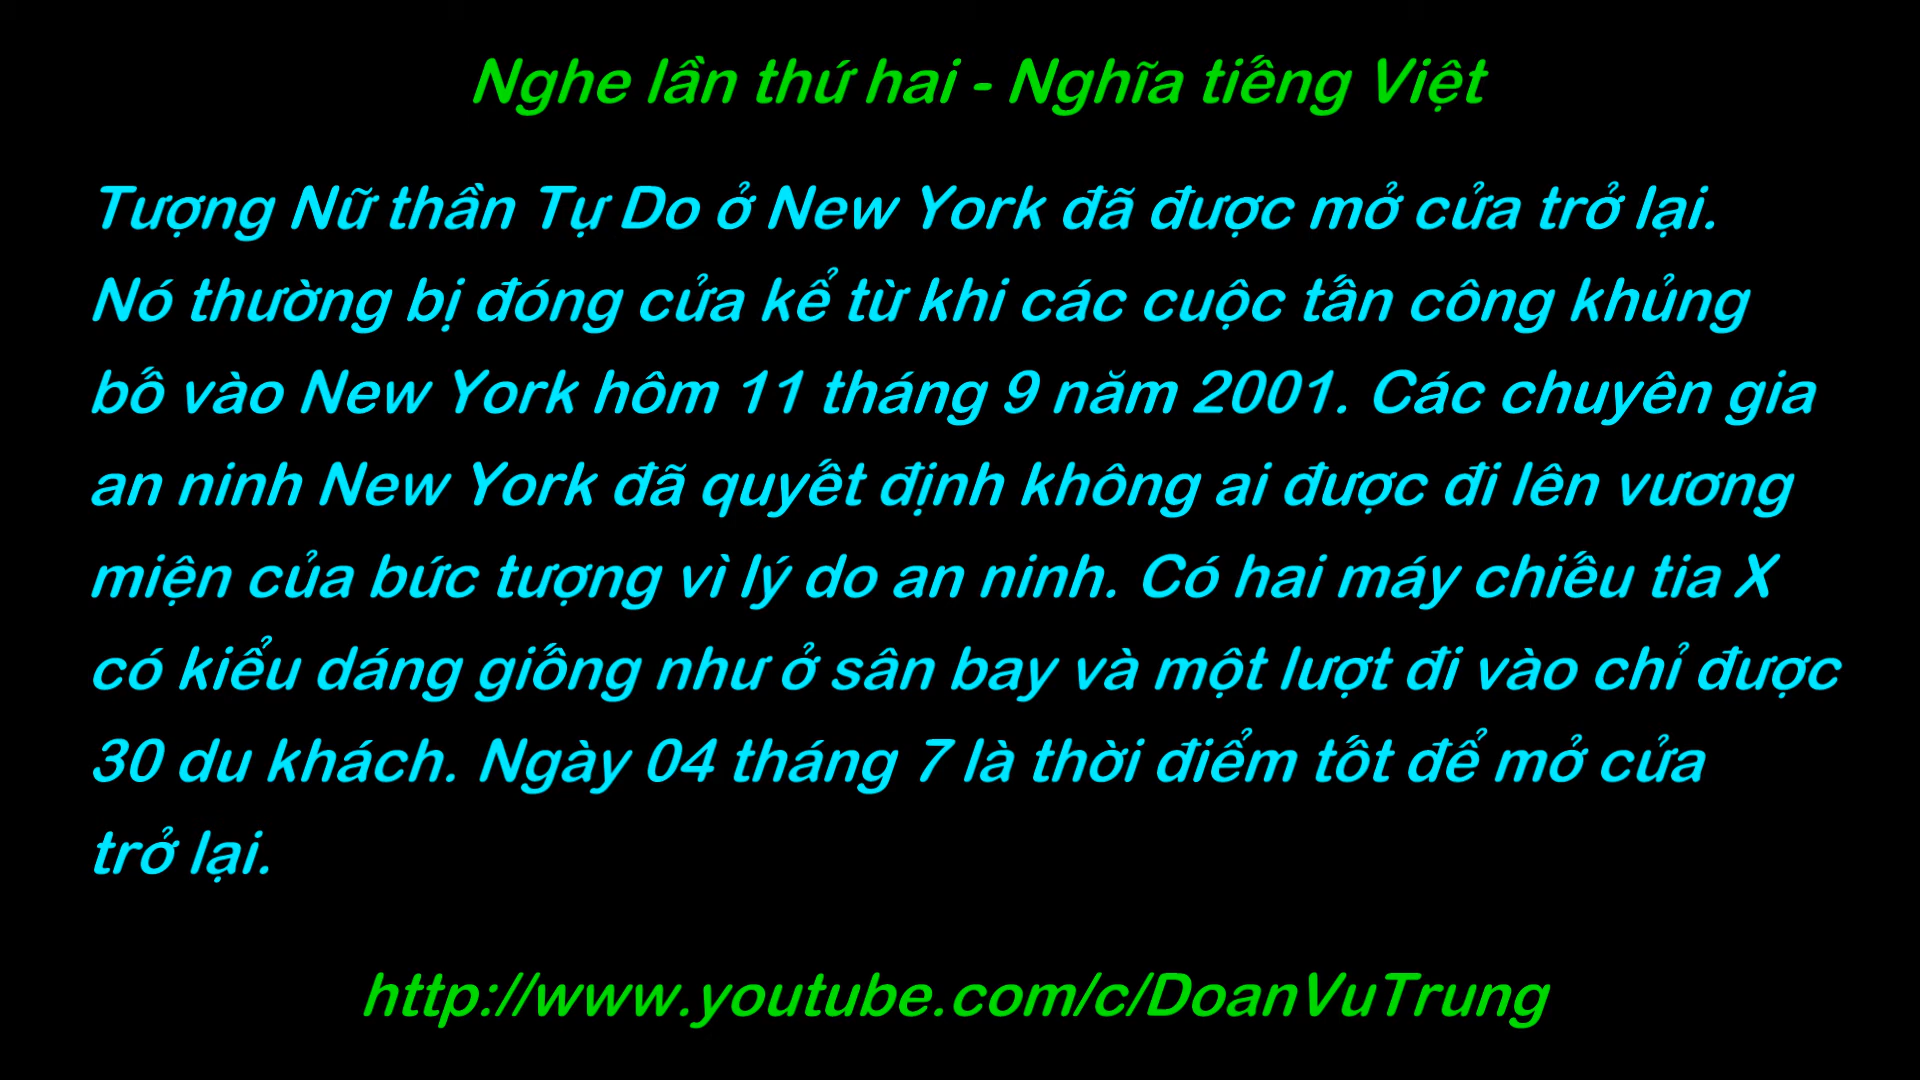 Nghe lần thứ hai - Nghĩa tiếng Việt
Tượng Nữ thần Tự Do ở New York đã được mở cửa trở lại.
Nó thường bị đóng cửa kể từ khi các cuộc tấn công khủng
bố vào New York hôm 11 tháng 9 năm 2001. Các chuyên gia
an ninh New York đã quyết định không ai được đi lên vương
miện của bức tượng vì lý do an ninh. Có hai máy chiếu tia X
có kiểu dáng giống như ở sân bay và một lượt đi vào chỉ được
30 du khách. Ngày 04 tháng 7 là thời điểm tốt để mở cửa
trở lại.
http://www.youtube.com/c/DoanVuTrung